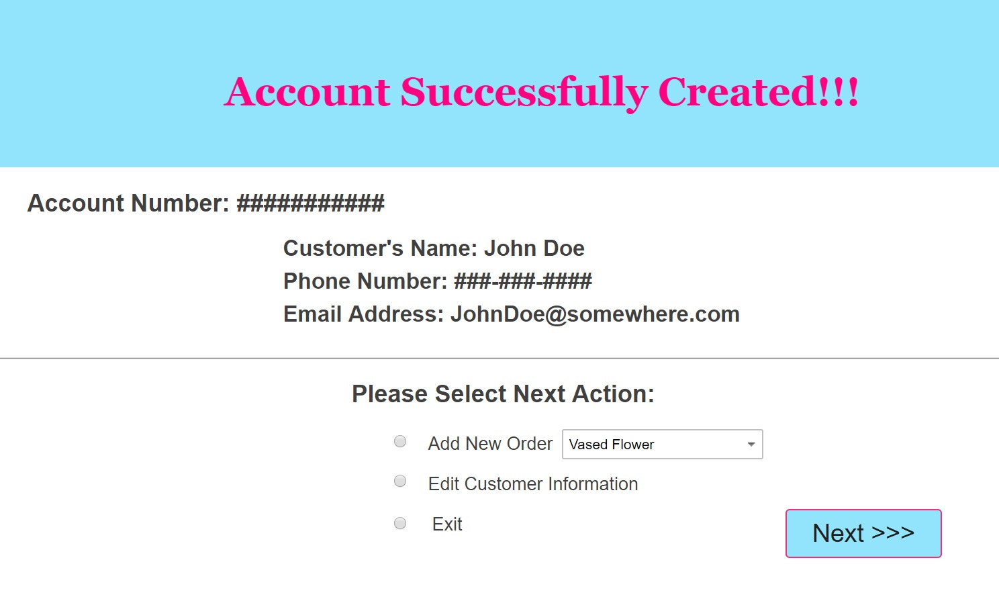 Account Successfully Created!!!
Account Number: ###########
Customer's Name: John Doe
Phone Number: ###-###-####
Email Address: JohnDoe@somewhere.com
Please Select Next Action:
Add New Order Vased Flower
Edit Customer Information
Exit
Next >>>